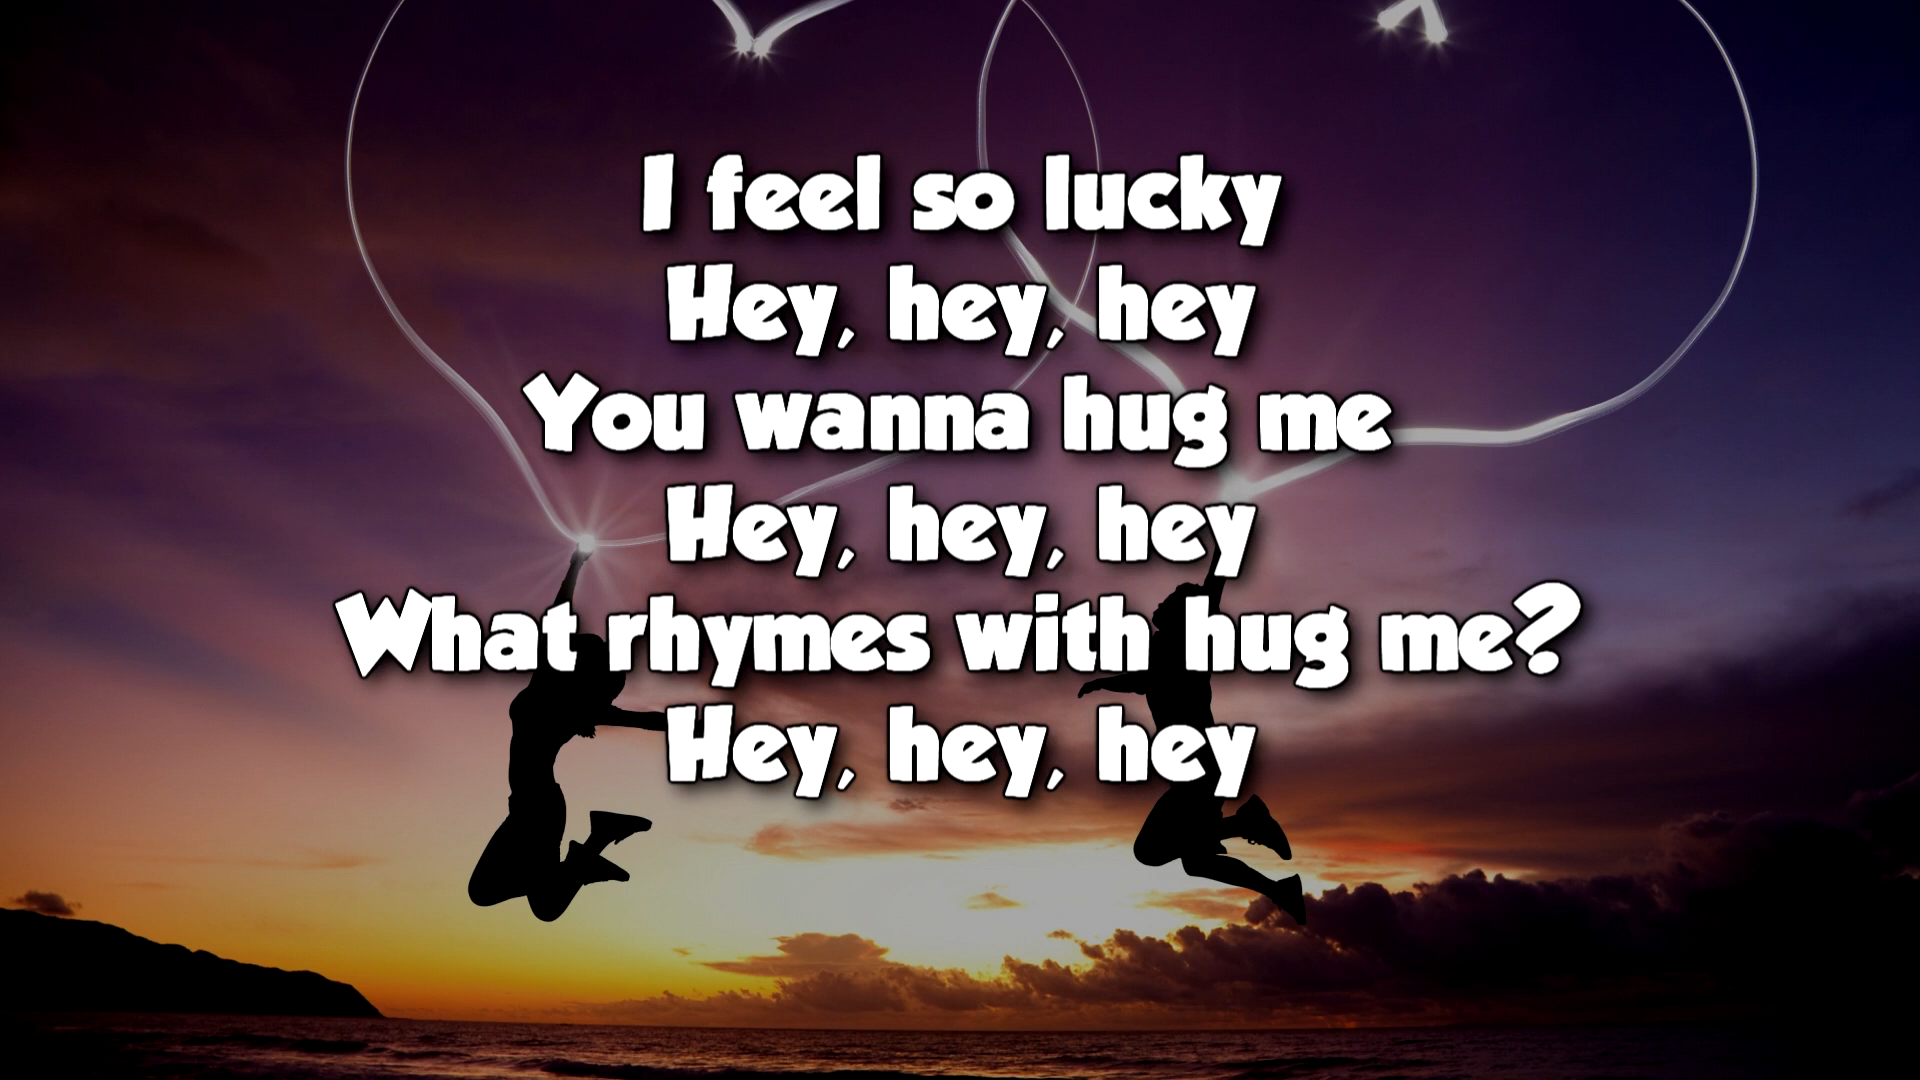 I feel so lucky
Hey, hey, hey
You wanna hug me
Hey, hey, hey
What rhymes with hug me?
Hey, hey, hey